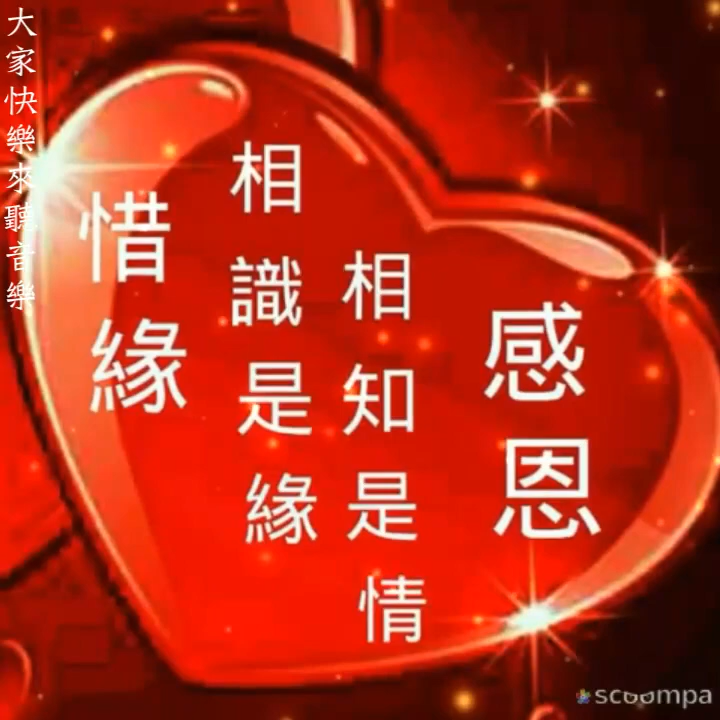 大家快樂來聽音樂
惜緣
相識是緣
相知是情
感恩
scoompa